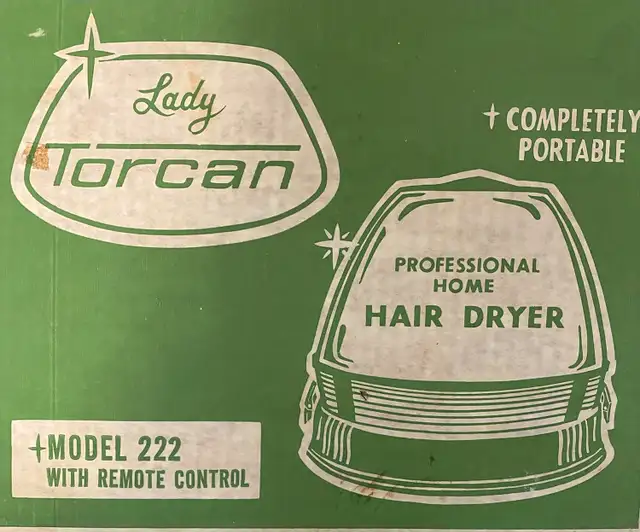 Lady
Torcan
COMPLETELY
PORTABLE
PROFESSIONAL
HOME
HAIR DRYER
MODEL 222
WITH REMOTE CONTROL